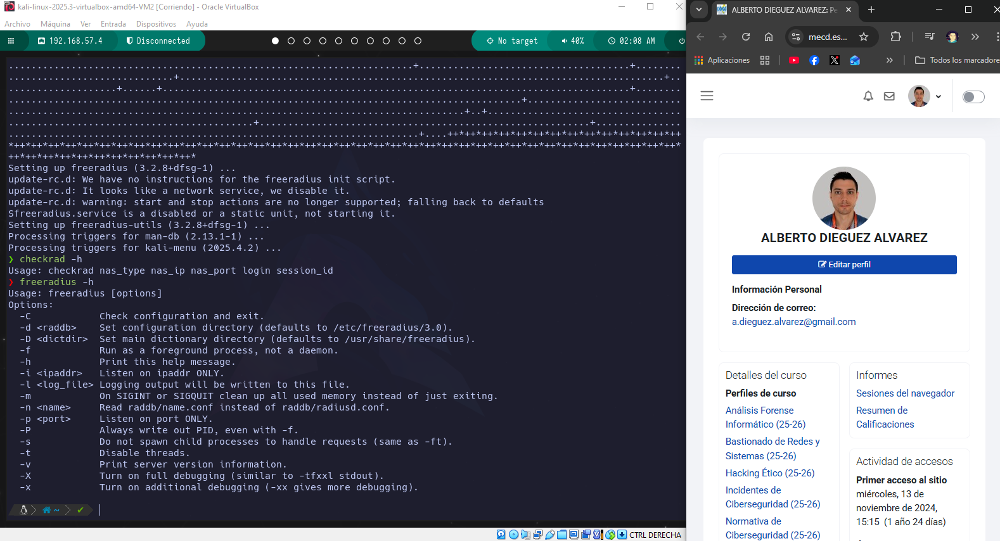 kali-linux-2025.3-virtualbox-amd64-VM2 [Corriendo] - Oracle VirtualBox
Archivo Máquina Ver Entrada Dispositivos Ayuda
192.168.57.4 Disconnected No target 40% 02:08 AM
Setting up freeradius (3.2.8+dfsg-1) ...
update-rc.d: We have no instructions for the freeradius init script.
update-rc.d: It looks like a network service, we disable it.
update-rc.d: warning: start and stop actions are no longer supported; falling back to defaults
Sfreeradius.service is a disabled or a static unit, not starting it.
Setting up freeradius-utils (3.2.8+dfsg-1) ...
Processing triggers for man-db (2.13.1-1) ...
Processing triggers for kali-menu (2025.4.2) ...
❯ checkrad -h
Usage: checkrad nas_type nas_ip nas_port login session_id
❯ freeradius -h
Usage: freeradius [options]
Options:
-C Check configuration and exit.
-d <raddb> Set configuration directory (defaults to /etc/freeradius/3.0).
-D <dictdir> Set main dictionary directory (defaults to /usr/share/freeradius).
-f Run as a foreground process, not a daemon.
-h Print this help message.
-i <ipaddr> Listen on ipaddr ONLY.
-l <log_file> Logging output will be written to this file.
-m On SIGINT or SIGQUIT clean up all used memory instead of just exiting.
-n <name> Read raddb/name.conf instead of raddb/radiusd.conf.
-p <port> Listen on port ONLY.
-P Always write out PID, even with -f.
-s Do not spawn child processes to handle requests (same as -ft).
-t Disable threads.
-v Print server version information.
-X Turn on full debugging (similar to -tfxxl stdout).
-x Turn on additional debugging (-xx gives more debugging).
~ ✔
CTRL DERECHA
ALBERTO DIEGUEZ ALVAREZ: Pe
mecd.es...
Aplicaciones Todos los marcadore
ALBERTO DIEGUEZ ALVAREZ
Editar perfil
Información Personal
Dirección de correo:
a.dieguez.alvarez@gmail.com
Detalles del curso
Perfiles de curso
Análisis Forense
Informático (25-26)
Bastionado de Redes y
Sistemas (25-26)
Hacking Ético (25-26)
Incidentes de
Ciberseguridad (25-26)
Normativa de
Ciberseguridad (25-26)
Informes
Sesiones del navegador
Resumen de
Calificaciones
Actividad de accesos
Primer acceso al sitio
miércoles, 13 de
noviembre de 2024,
15:15 (1 año 24 días)